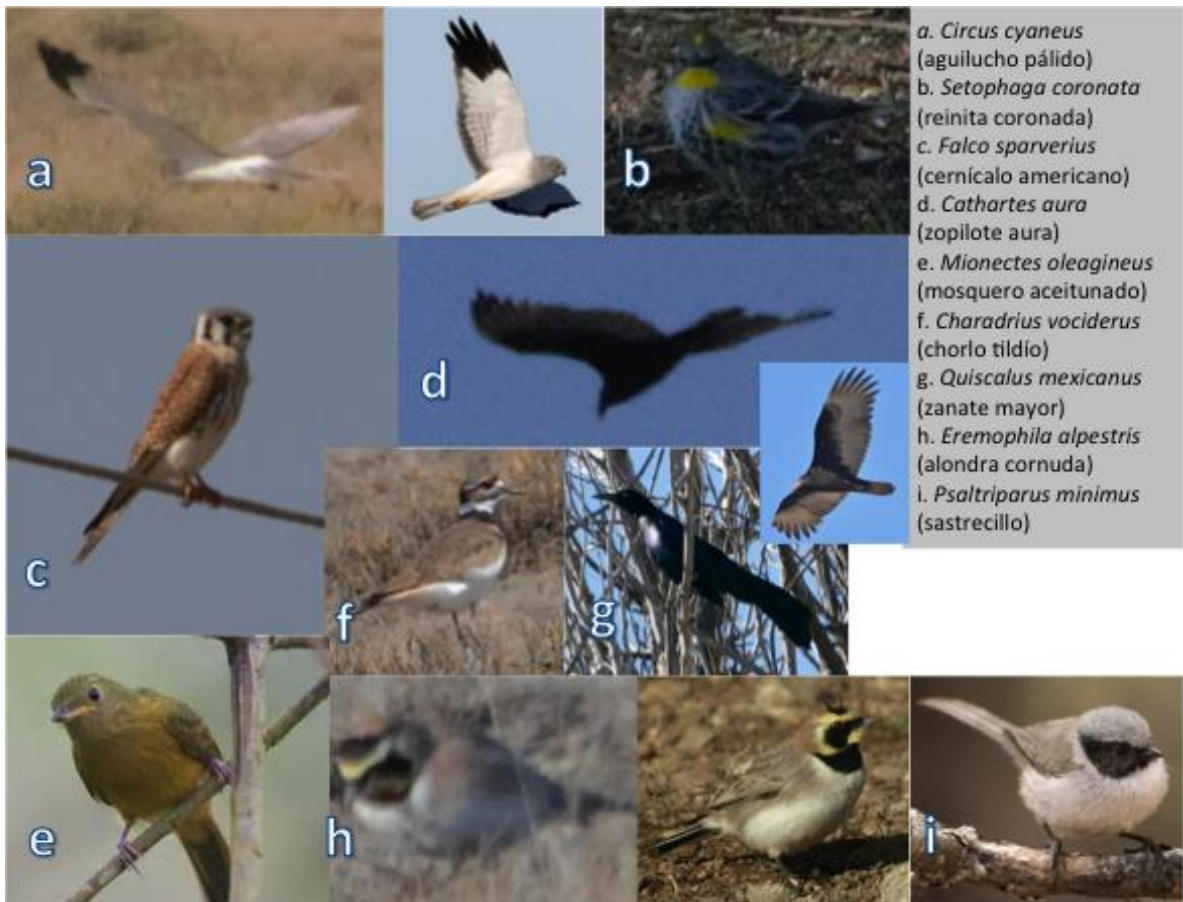 a. Circus cyaneus
(aguilucho pálido)
b. Setophaga coronata
(reinita coronada)
c. Falco sparverius
(cernícalo americano)
d. Cathartes aura
(zopilote aura)
e. Mionectes oleagineus
(mosquero aceitunado)
f. Charadrius vociderus
(chorlo tildío)
g. Quiscalus mexicanus
(zanate mayor)
h. Eremophila alpestris
(alondra cornuda)
i. Psaltriparus minimus
(sastrecillo)
a
b
c
d
f
g
e
h
i